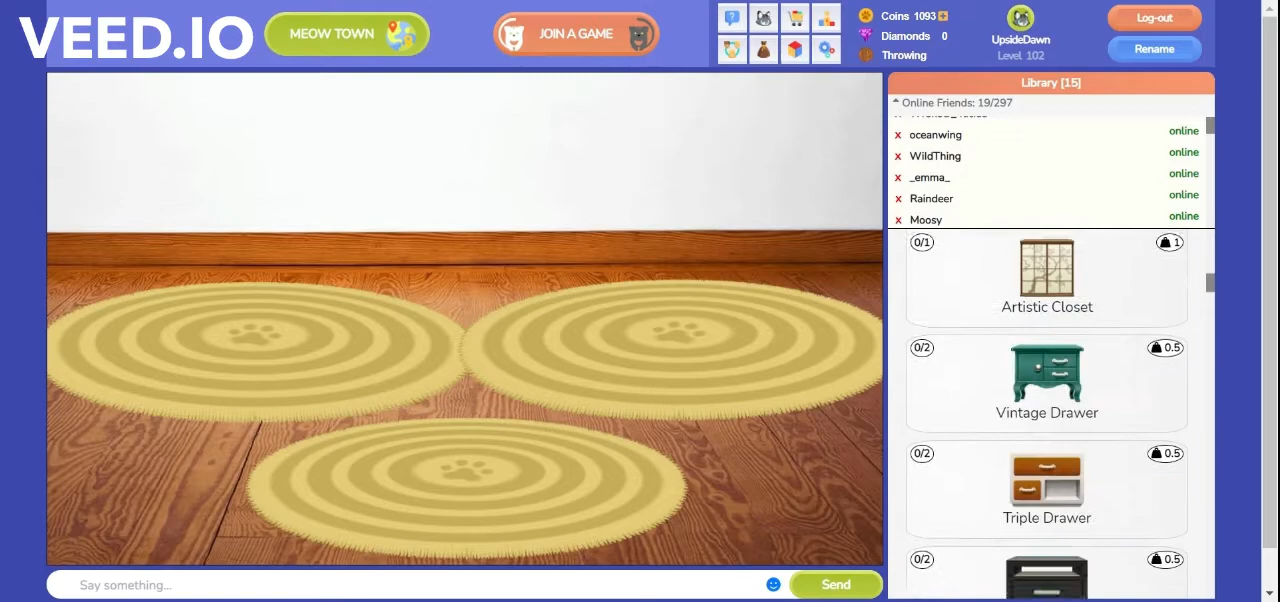 VEED.IO
MEOW TOWN
JOIN A GAME
Coins 1093
Diamonds 0
Throwing
UpsideDawn
Level 102
Log-out
Rename
Library [15]
Online Friends: 19/297
x oceanwing online
x WildThing online
x _emma_ online
x Raindeer online
x Moosy online
0/1 1
Artistic Closet
0/2 0.5
Vintage Drawer
0/2 0.5
Triple Drawer
0/2 0.5
Say something...
Send